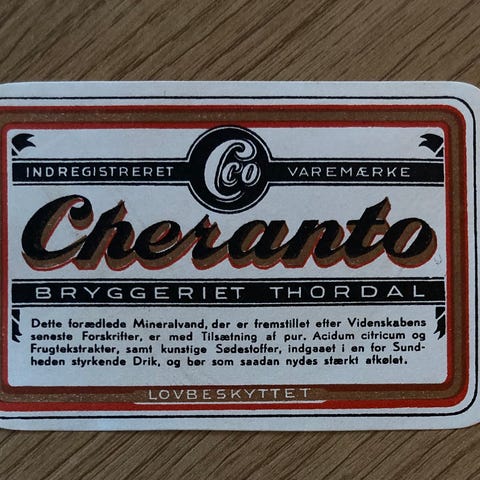 Cco
INDREGISTRERET VAREMÆRKE
Cheranto
BRYGGERIET THORDAL
Dette forædlede Mineralvand, der er fremstillet efter Videnskabens
seneste Forskrifter, er med Tilsætning af pur. Acidum citricum og
Frugtekstrakter, samt kunstige Sødestoffer, indgaaet i en for Sund-
heden styrkende Drik, og bør som saadan nydes stærkt afkølet.
LOVBESKYTTET